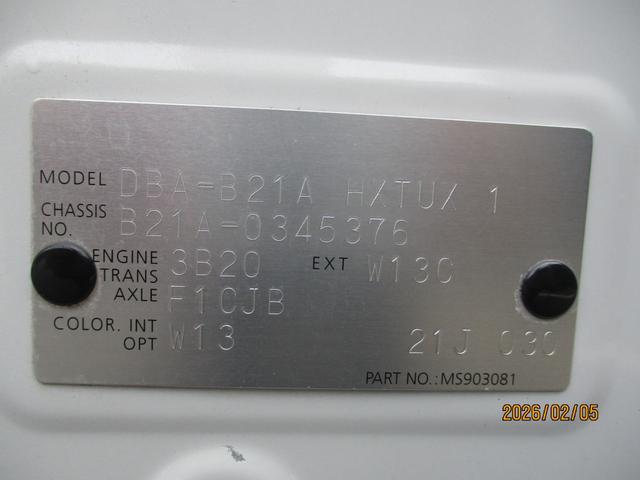 MODEL DBA-B21A HXTUX 1
CHASSIS NO. B21A-0345376
ENGINE 3B20 EXT W13C
TRANS AXLE F1CJB
COLOR. INT W13
OPT 21J 030
PART NO.:MS903081
2026/02/05